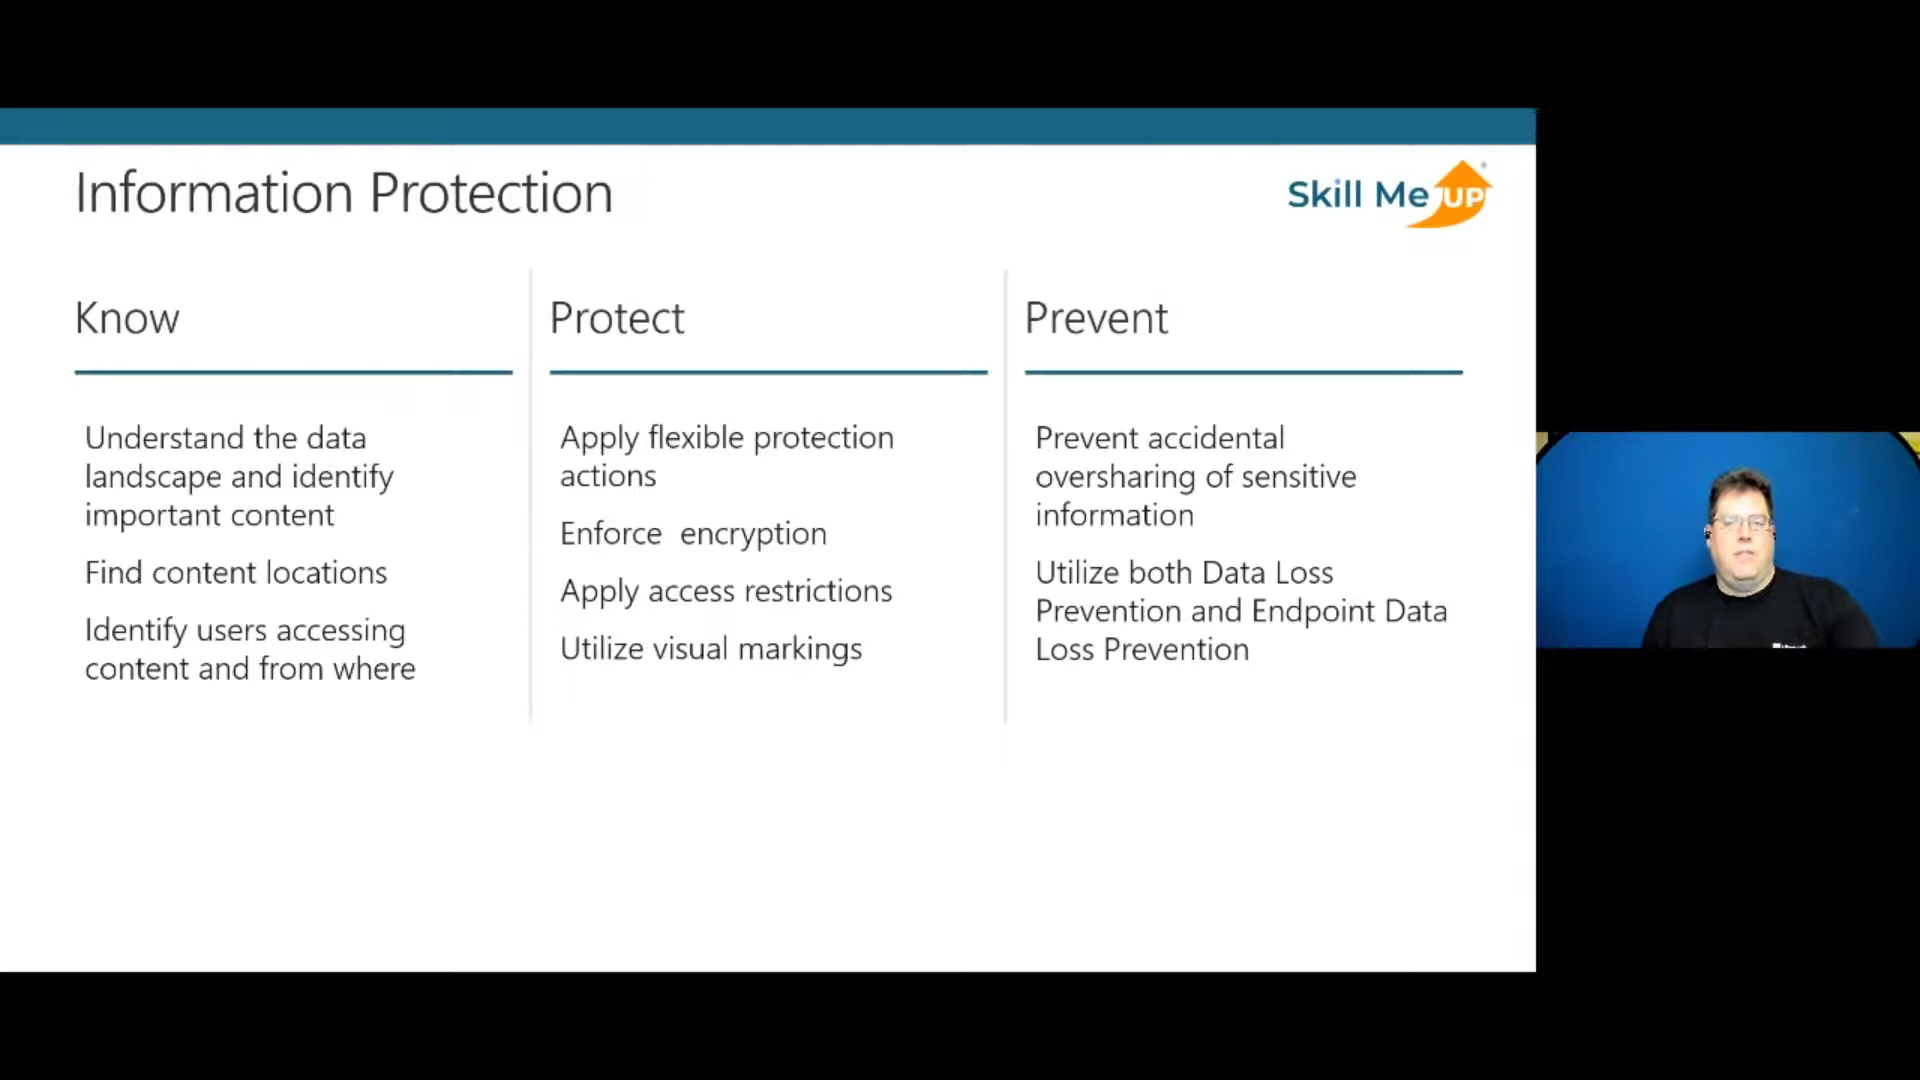 Information Protection
Skill Me UP
Know
Understand the data
landscape and identify
important content
Find content locations
Identify users accessing
content and from where
Protect
Apply flexible protection
actions
Enforce  encryption
Apply access restrictions
Utilize visual markings
Prevent
Prevent accidental
oversharing of sensitive
information
Utilize both Data Loss
Prevention and Endpoint Data
Loss Prevention